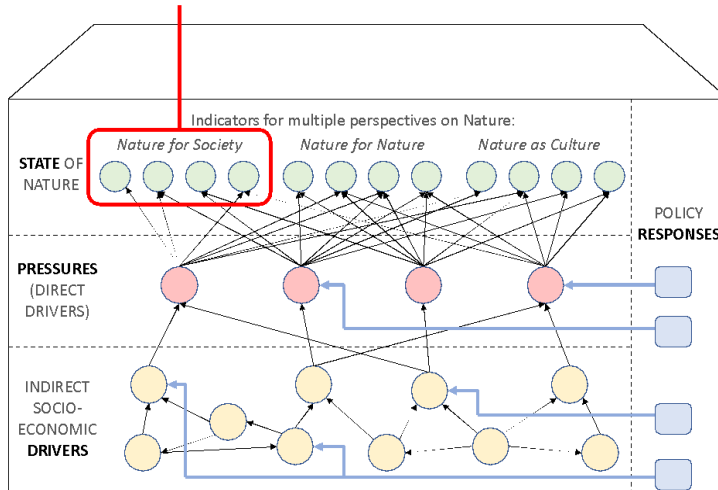 Indicators for multiple perspectives on Nature:
Nature for Society
Nature for Nature
Nature as Culture
STATE OF
NATURE
POLICY
RESPONSES
PRESSURES
(DIRECT
DRIVERS)
INDIRECT
SOCIO-
ECONOMIC
DRIVERS